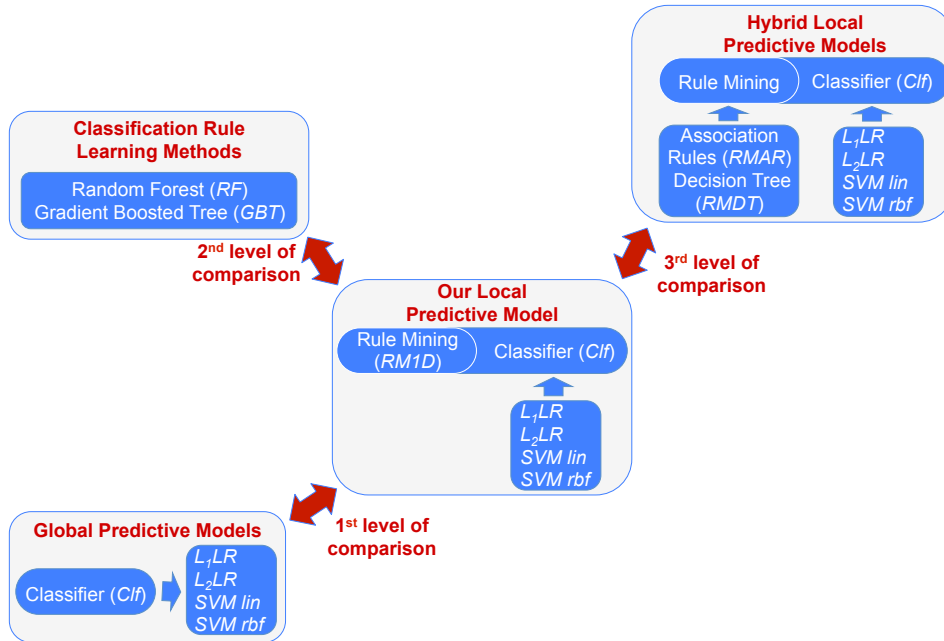 Hybrid Local
Predictive Models
Rule Mining
Classifier (Clf)
Association
Rules (RMAR)
Decision Tree
(RMDT)
L₁LR
L₂LR
SVM lin
SVM rbf
Classification Rule
Learning Methods
Random Forest (RF)
Gradient Boosted Tree (GBT)
2nd level of
comparison
3rd level of
comparison
Our Local
Predictive Model
Rule Mining
(RM1D)
Classifier (Clf)
L₁LR
L₂LR
SVM lin
SVM rbf
1st level of
comparison
Global Predictive Models
Classifier (Clf)
L₁LR
L₂LR
SVM lin
SVM rbf